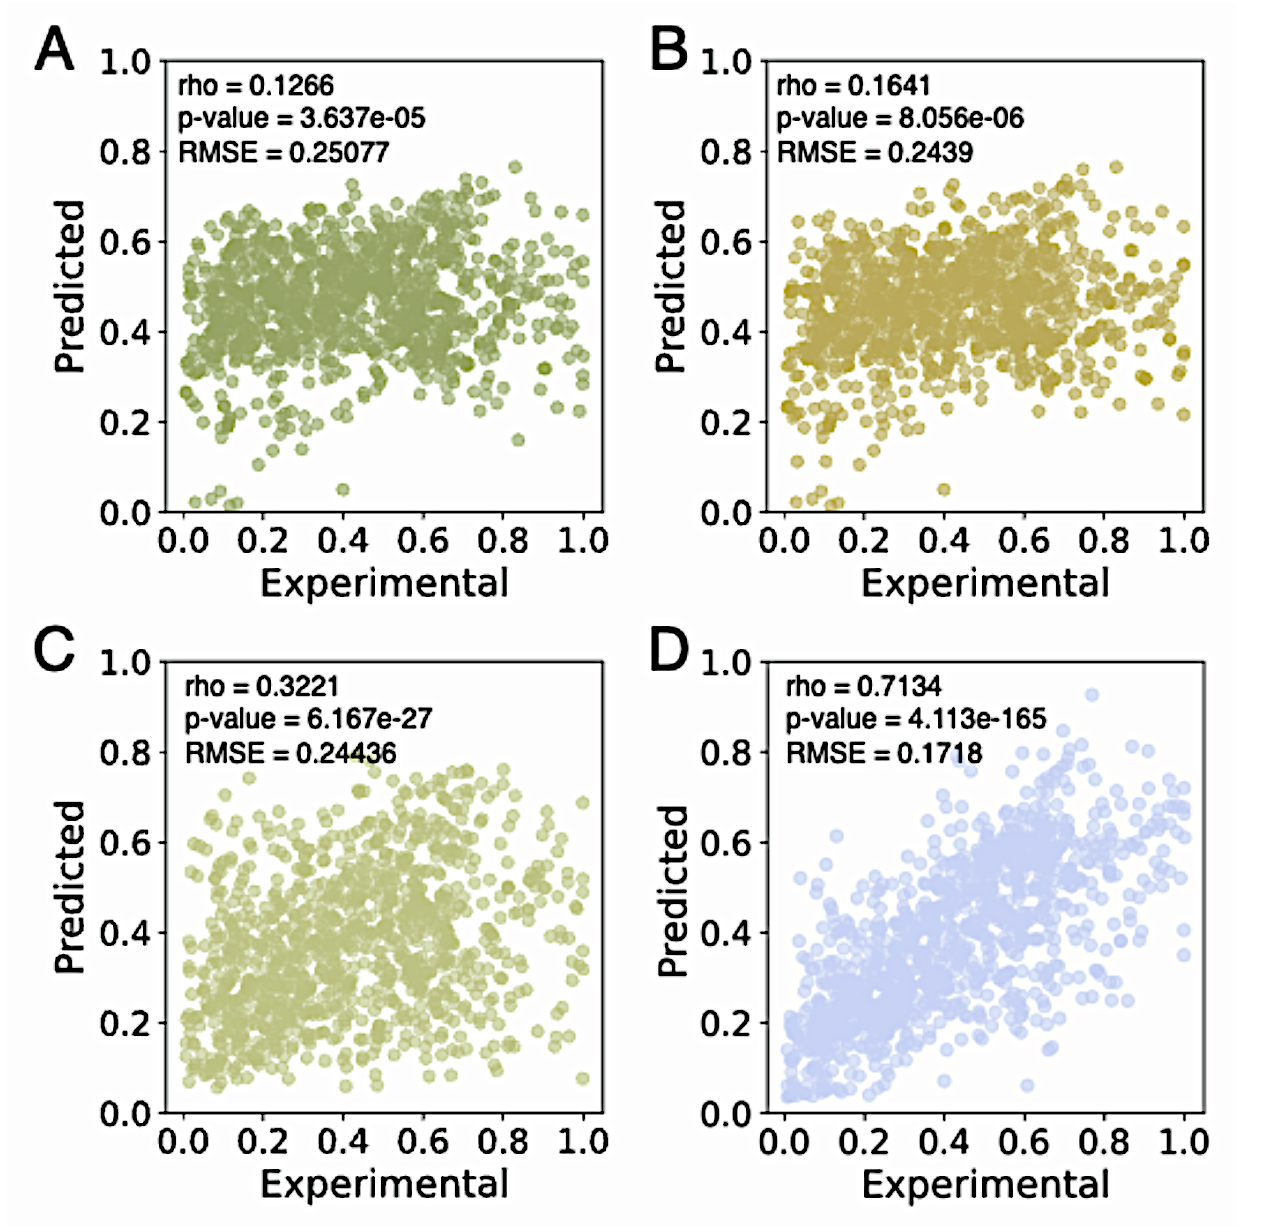 A
1.0
rho = 0.1266
p-value = 3.637e-05
RMSE = 0.25077
0.8
0.6
0.4
0.2
0.0
Predicted
0.0 0.2 0.4 0.6 0.8 1.0
Experimental
B
1.0
rho = 0.1641
p-value = 8.056e-06
RMSE = 0.2439
0.8
0.6
0.4
0.2
0.0
Predicted
0.0 0.2 0.4 0.6 0.8 1.0
Experimental
C
1.0
rho = 0.3221
p-value = 6.167e-27
RMSE = 0.24436
0.8
0.6
0.4
0.2
0.0
Predicted
0.0 0.2 0.4 0.6 0.8 1.0
Experimental
D
1.0
rho = 0.7134
p-value = 4.113e-165
RMSE = 0.1718
0.8
0.6
0.4
0.2
0.0
Predicted
0.0 0.2 0.4 0.6 0.8 1.0
Experimental